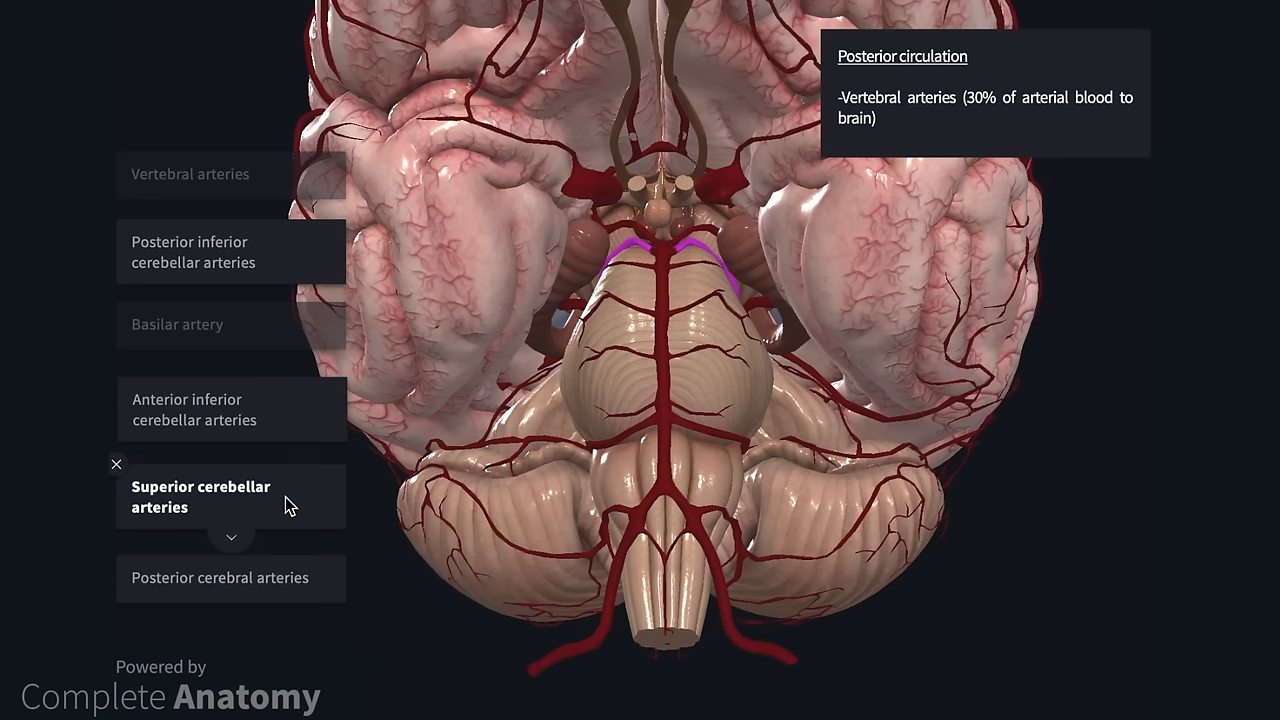 Posterior circulation
-Vertebral arteries (30% of arterial blood to
brain)
Vertebral arteries
Posterior inferior
cerebellar arteries
Basilar artery
Anterior inferior
cerebellar arteries
Superior cerebellar
arteries
Posterior cerebral arteries
Powered by
Complete Anatomy